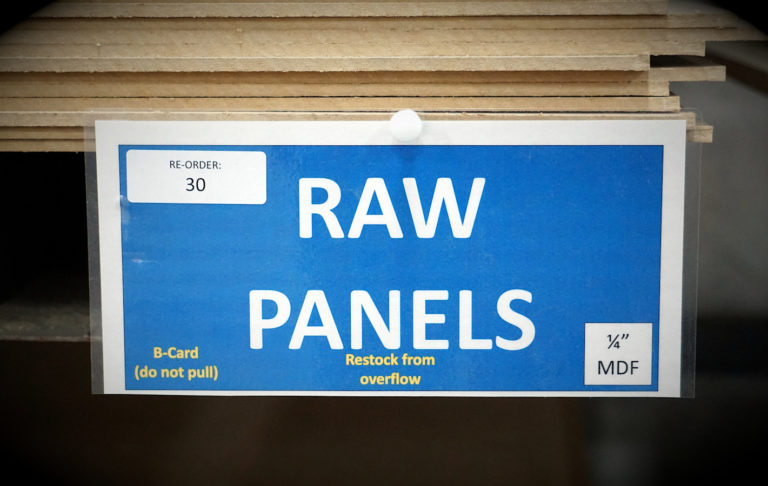 RE-ORDER:
30
RAW
PANELS
B-Card
(do not pull)
Restock from
overflow
¼”
MDF